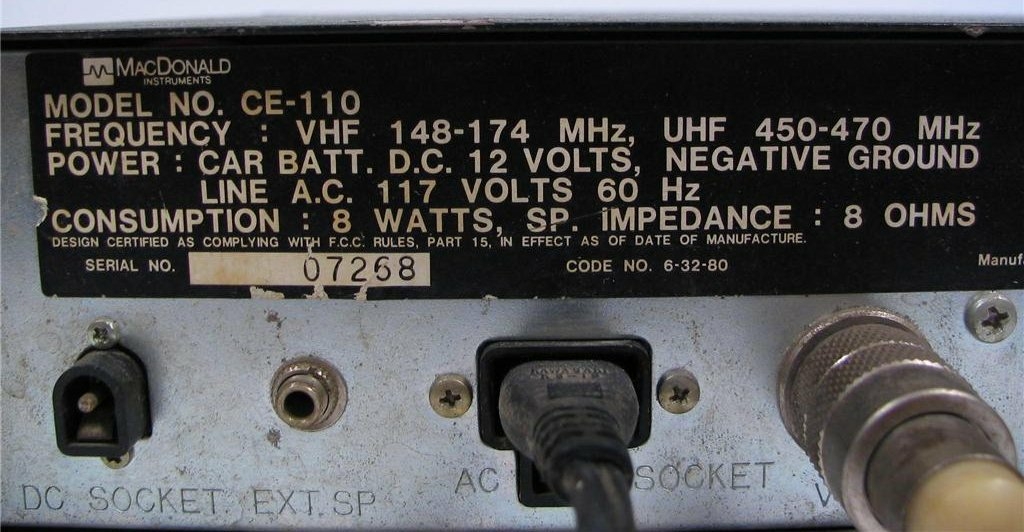 MACDONALD
INSTRUMENTS
MODEL NO. CE-110
FREQUENCY : VHF 148-174 MHz, UHF 450-470 MHz
POWER : CAR BATT. D.C. 12 VOLTS, NEGATIVE GROUND
LINE A.C. 117 VOLTS 60 Hz
CONSUMPTION : 8 WATTS, SP. iMPEDANCE : 8 OHMS
DESIGN CERTIFIED AS COMPLYING WITH F.C.C. RULES, PART 15, IN EFFECT AS OF DATE OF MANUFACTURE.
SERIAL NO. 07268 CODE NO. 6-32-80
DC SOCKET EXT. SP AC SOCKET